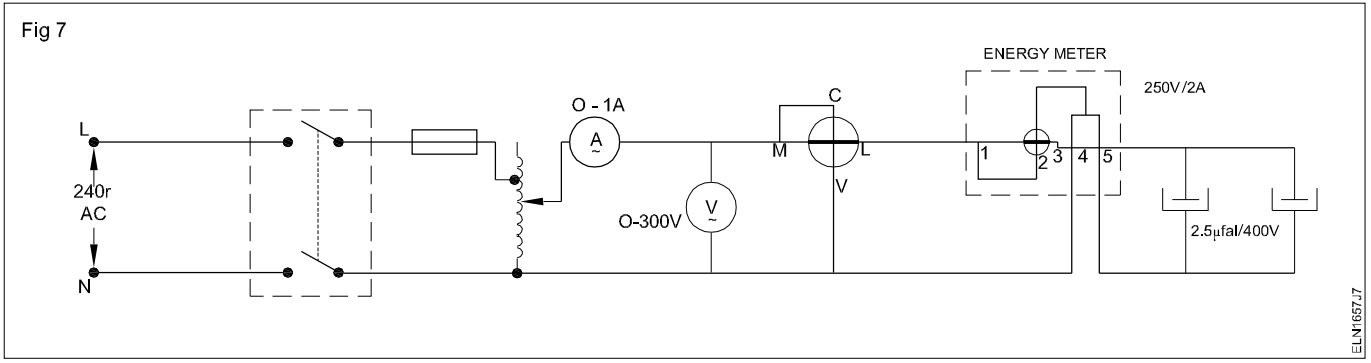 Fig 7
ENERGY METER
250V/2A
O - 1A
C
L
A
~
M
L
1
2
3
4
5
240r
AC
V
O-300V
V
~
2.5µfal/400V
N
ELN1657J7